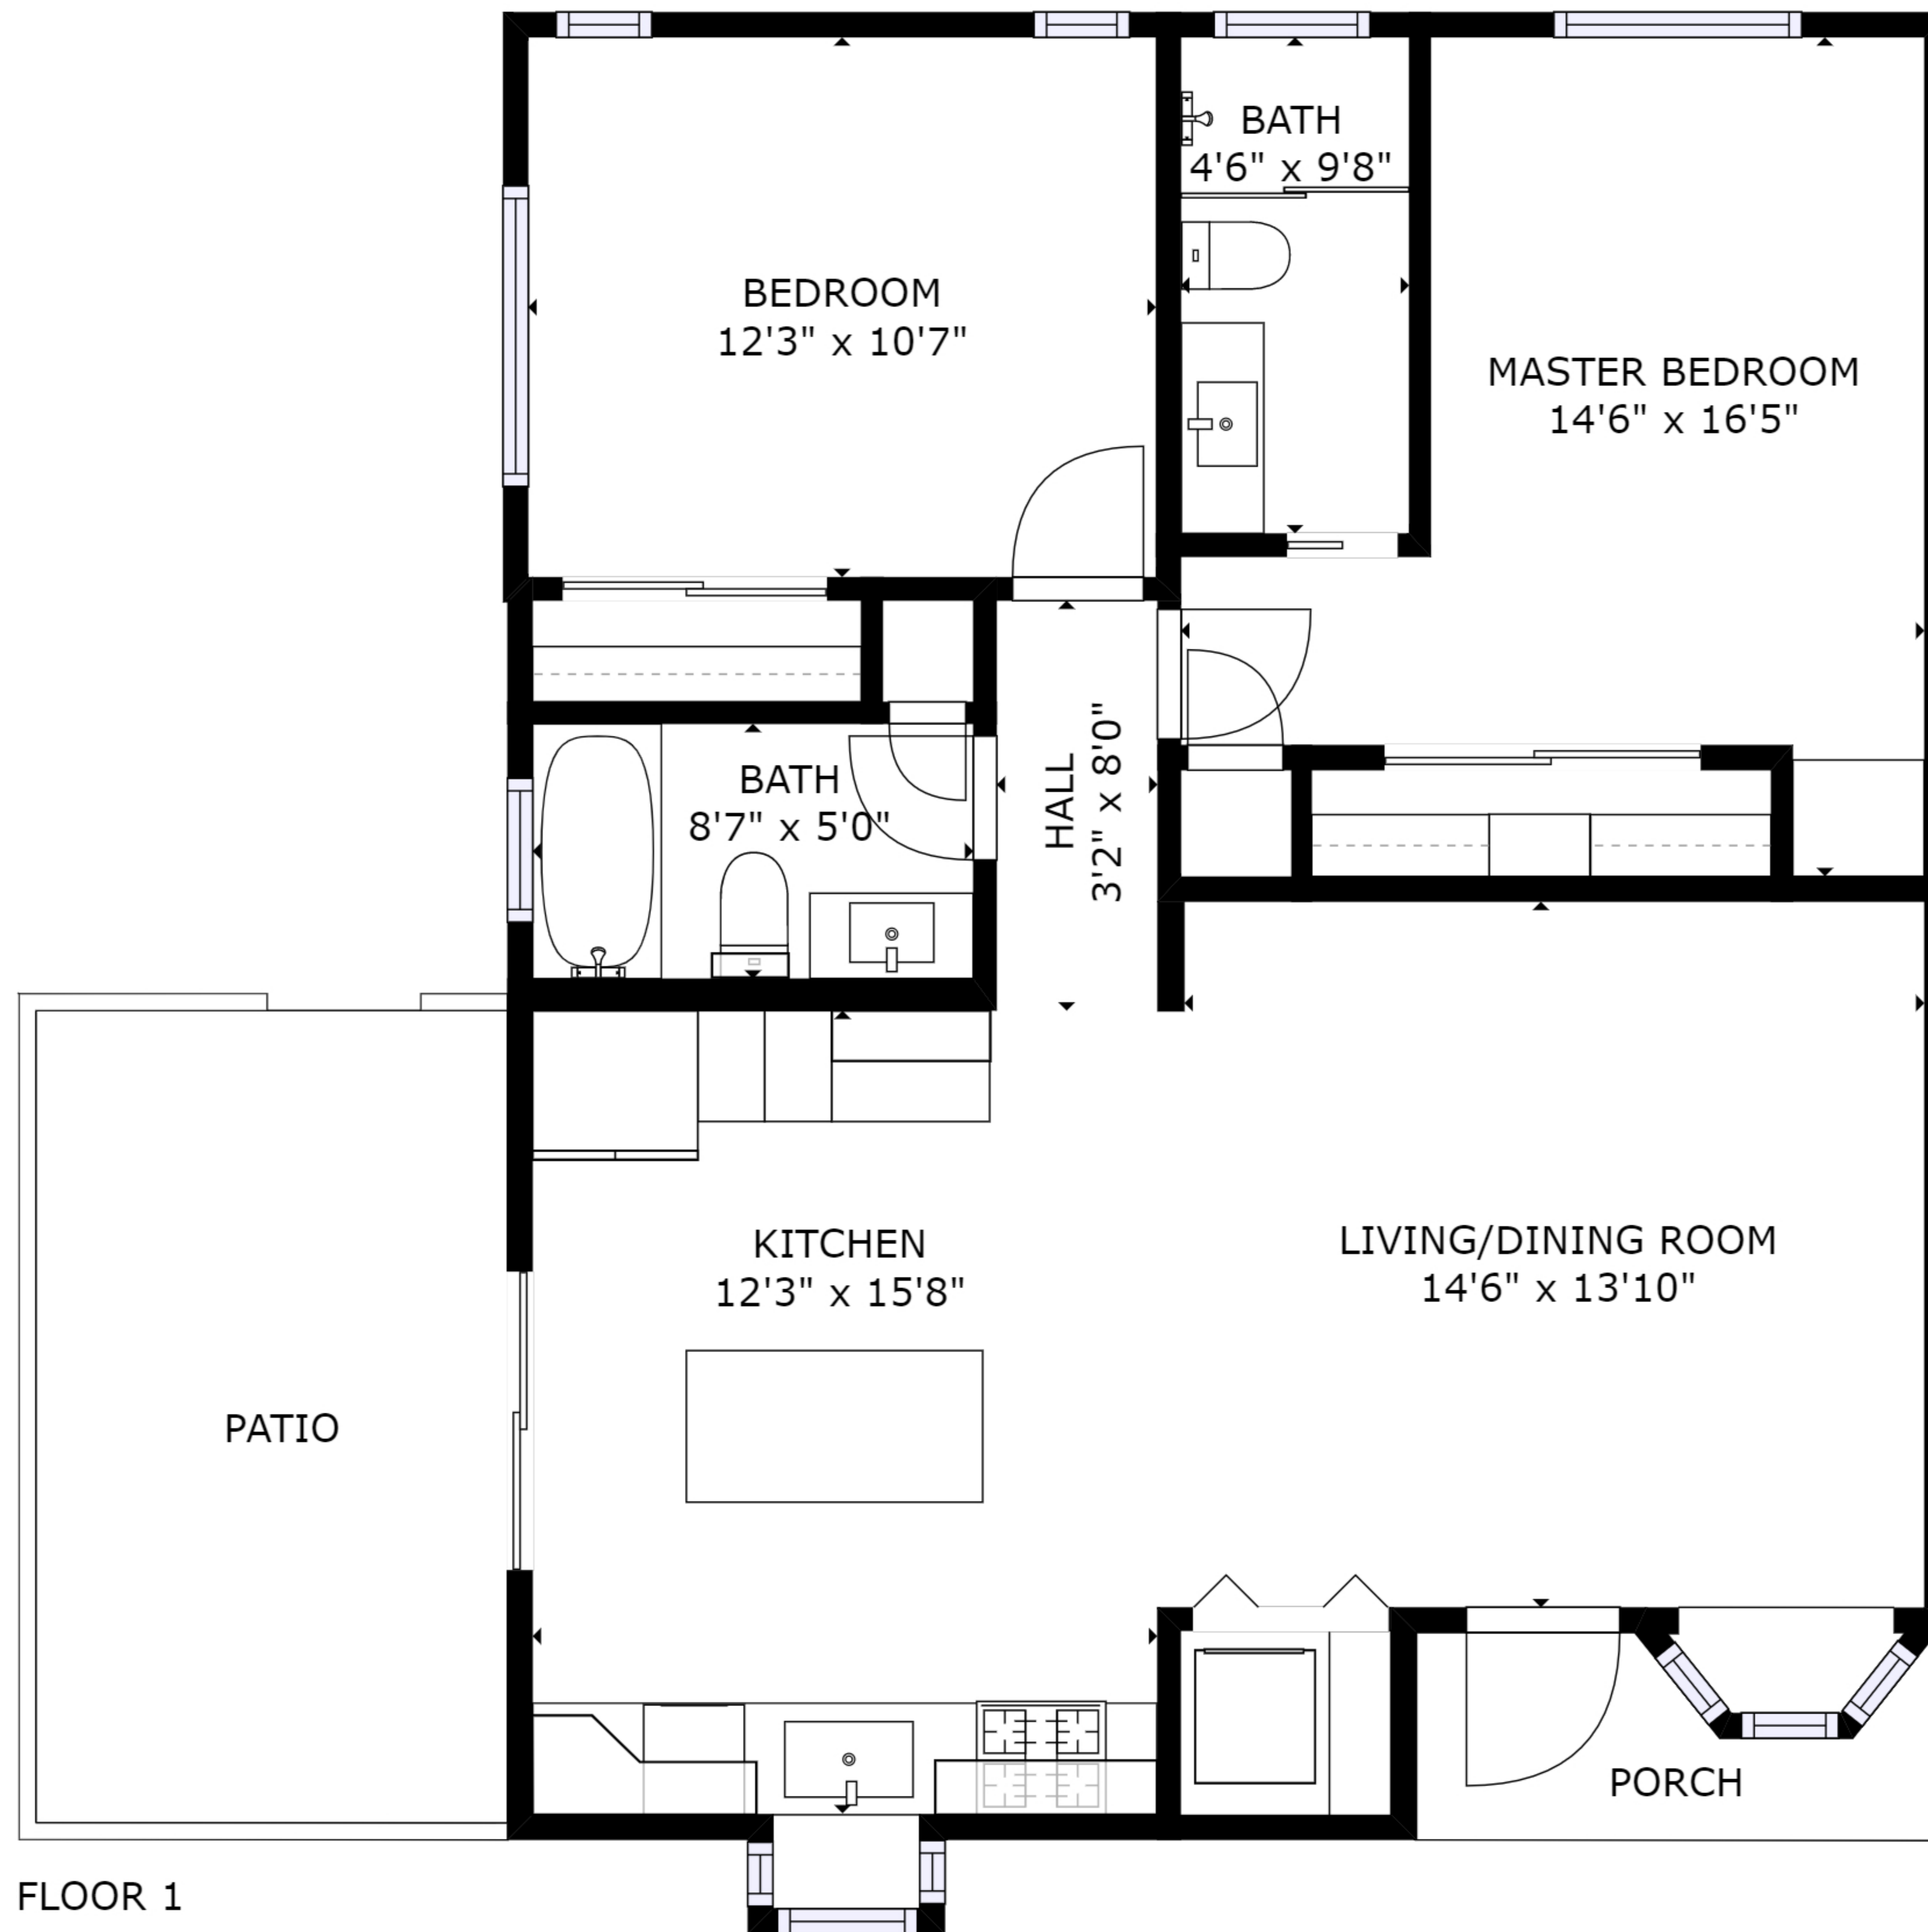 BATH
4'6" x 9'8"
BEDROOM
12'3" x 10'7"
MASTER BEDROOM
14'6" x 16'5"
BATH
8'7" x 5'0"
HALL
3'2" x 8'0"
KITCHEN
12'3" x 15'8"
LIVING/DINING ROOM
14'6" x 13'10"
PATIO
PORCH
FLOOR 1